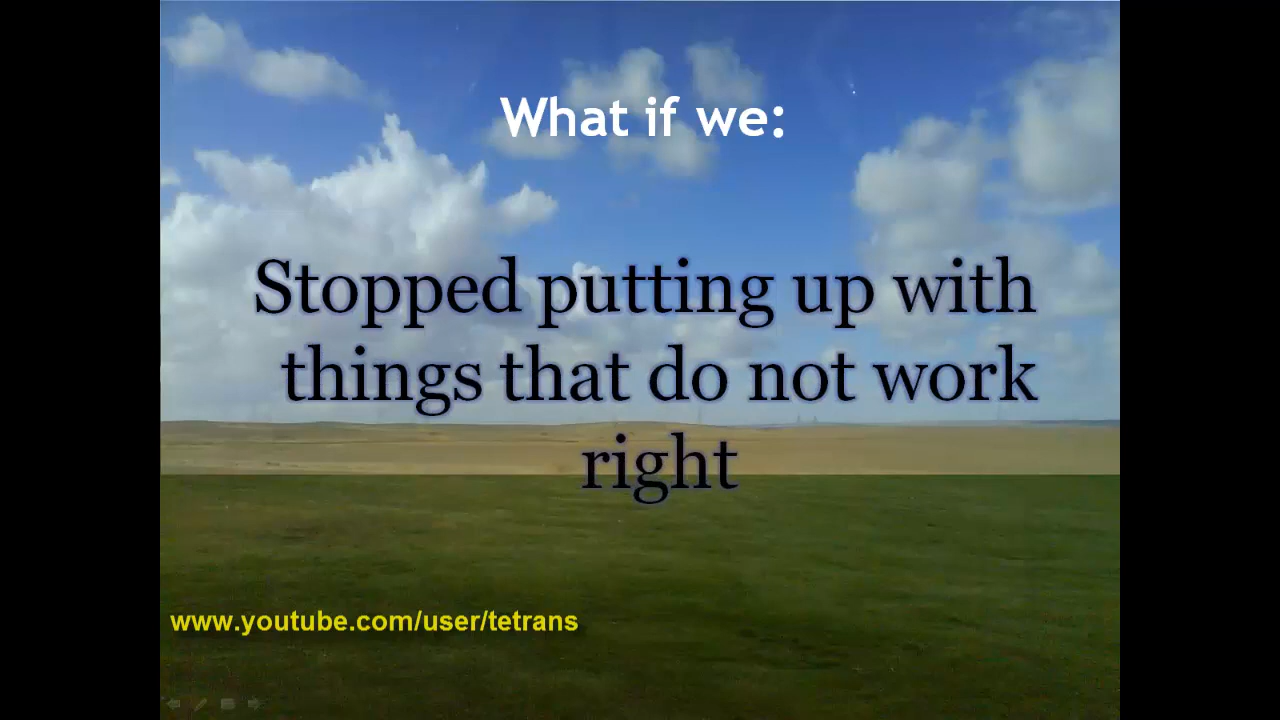 What if we:
Stopped putting up with
things that do not work
right
www.youtube.com/user/tetrans